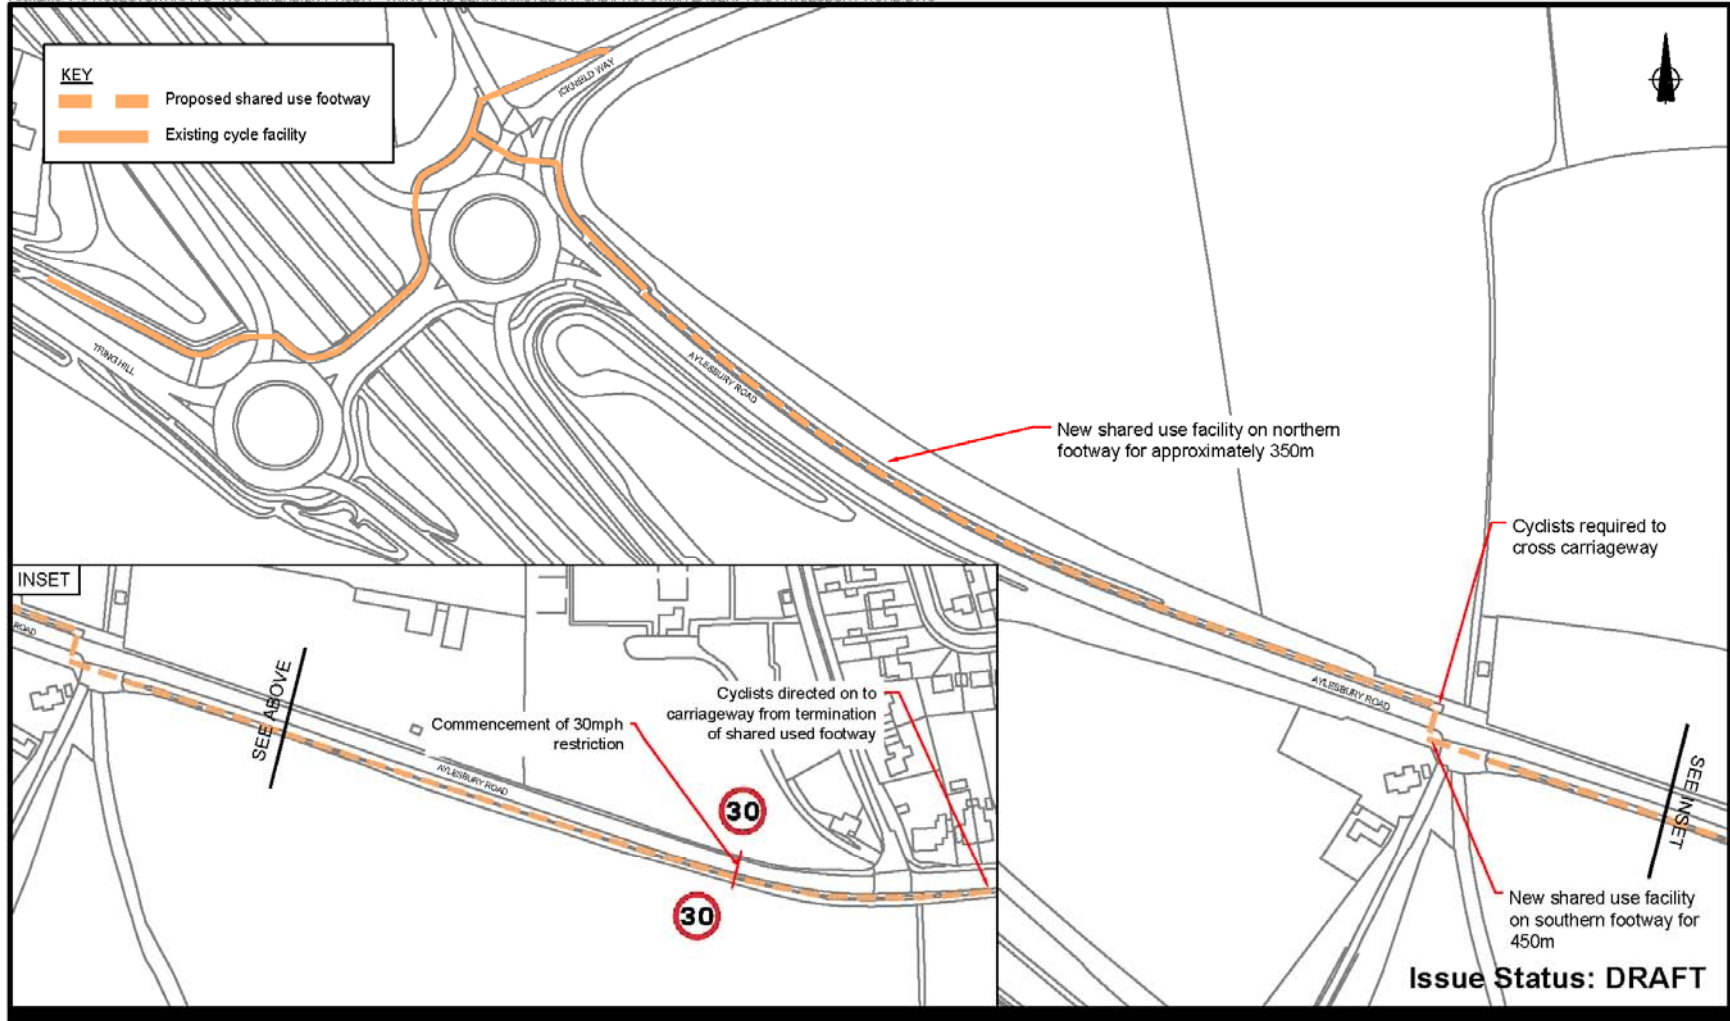 KEY
Proposed shared use footway
Existing cycle facility
ICKNIELD WAY
TRING HILL
AYLESBURY ROAD
New shared use facility on northern
footway for approximately 350m
Cyclists required to
cross carriageway
AYLESBURY ROAD
SEE INSET
New shared use facility
on southern footway for
450m
Issue Status: DRAFT
INSET
ROAD
SEE ABOVE
Commencement of 30mph
restriction
Cyclists directed on to
carriageway from termination
of shared used footway
AYLESBURY ROAD
30
30